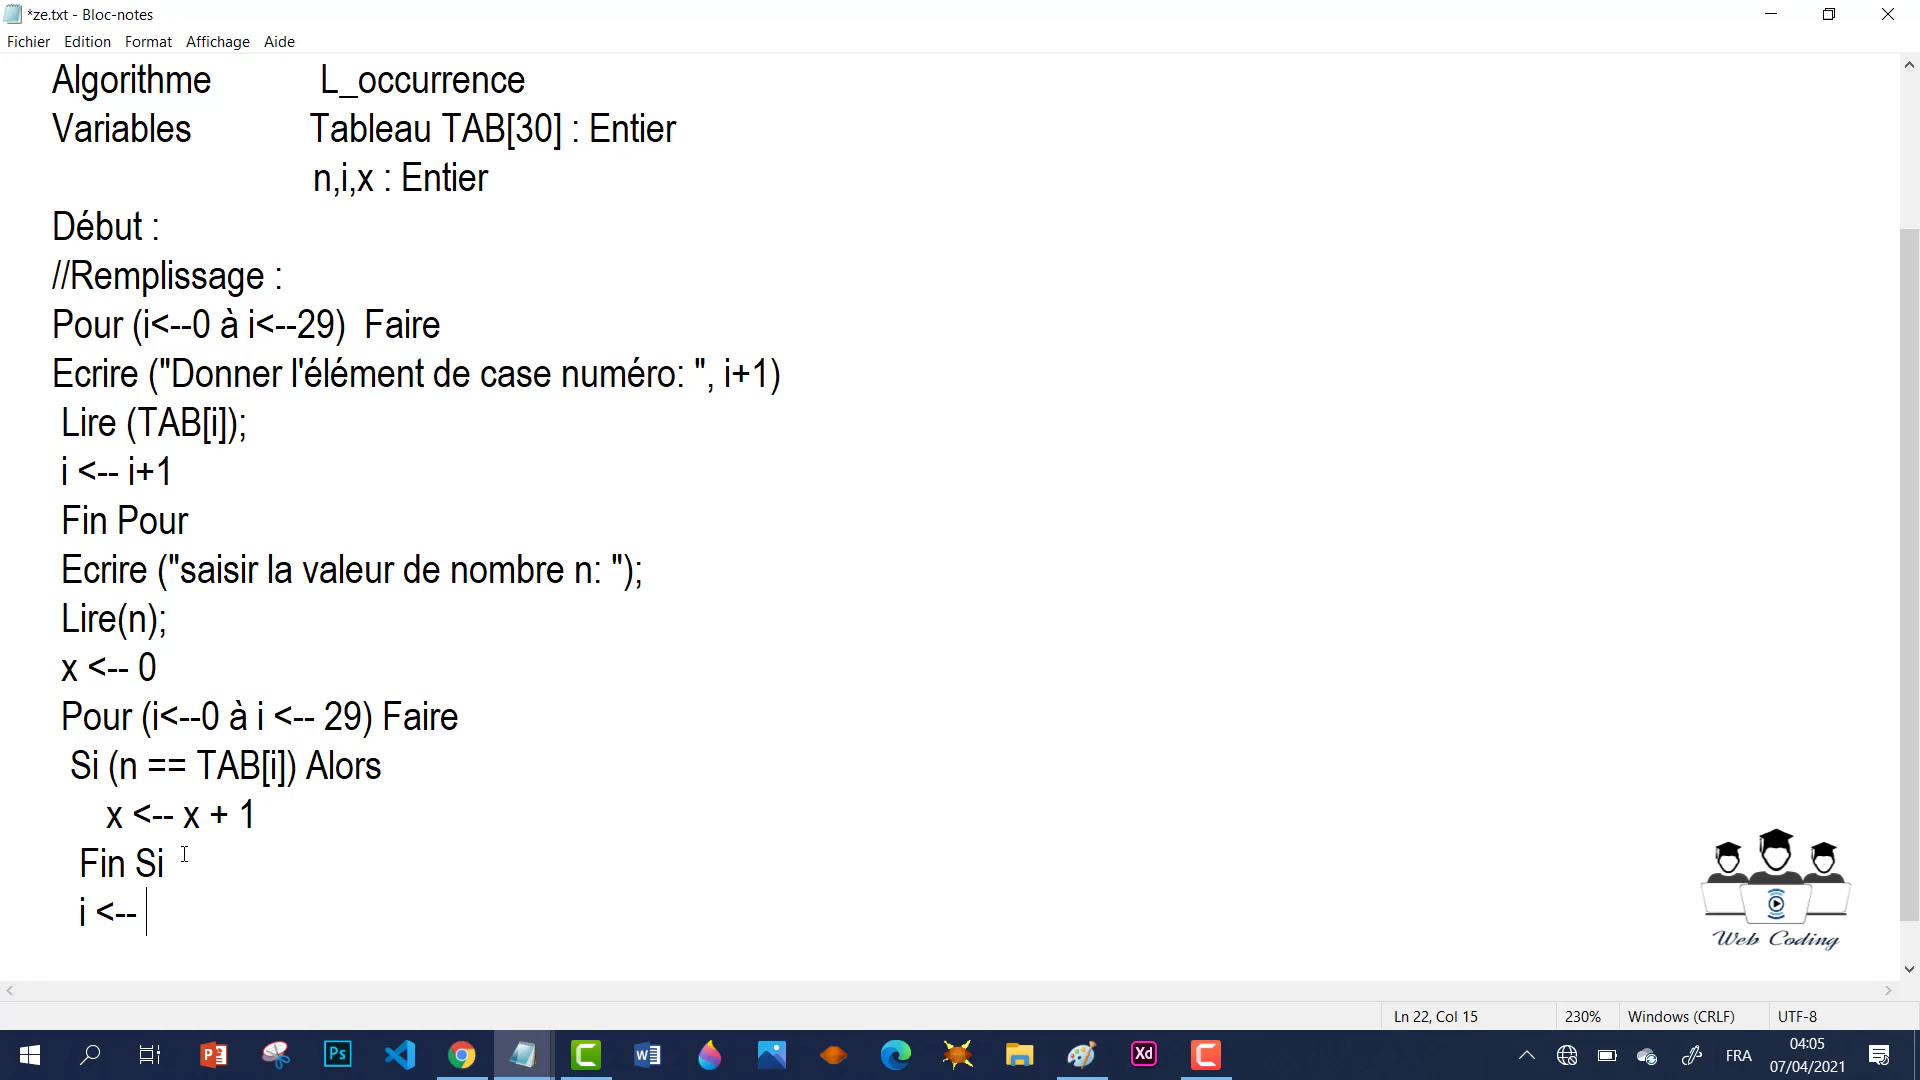 *ze.txt - Bloc-notes
Fichier Edition Format Affichage Aide
Algorithme L_occurrence
Variables Tableau TAB[30] : Entier
n,i,x : Entier
Début :
//Remplissage :
Pour (i<--0 à i<--29) Faire
Ecrire ("Donner l'élément de case numéro: ", i+1)
Lire (TAB[i]);
i <-- i+1
Fin Pour
Ecrire ("saisir la valeur de nombre n: ");
Lire(n);
x <-- 0
Pour (i<--0 à i <-- 29) Faire
Si (n == TAB[i]) Alors
x <-- x + 1
Fin Si
i <--
Web Coding
Ln 22, Col 15 230% Windows (CRLF) UTF-8
Ps Xd FRA 04:05
07/04/2021